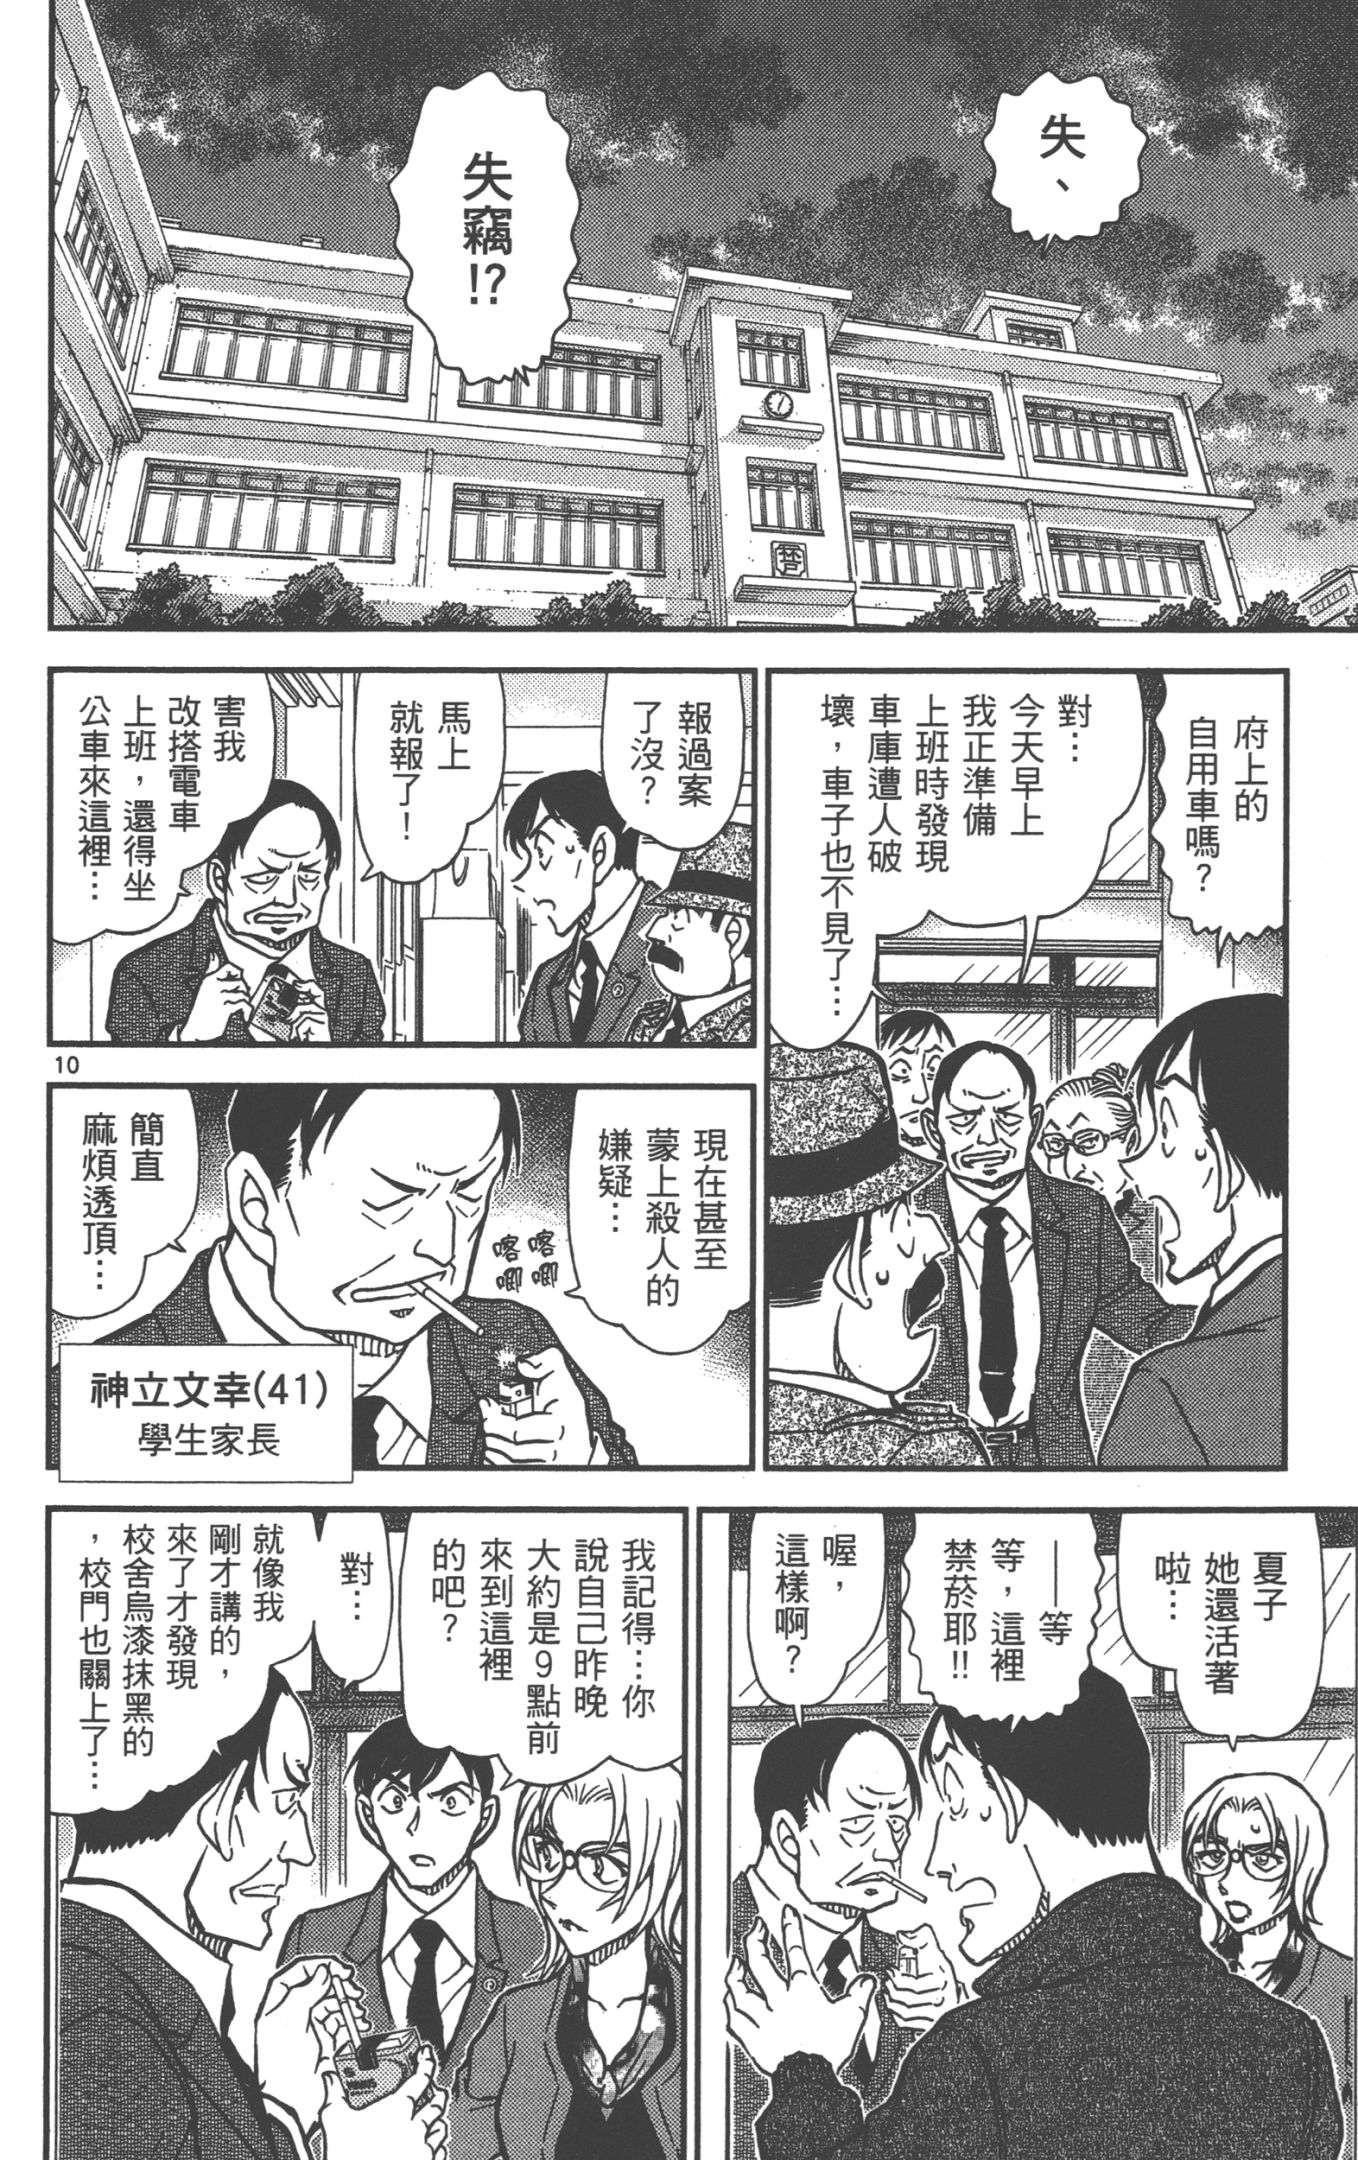 失、
失竊!?
府上的
自用車嗎?
對…
今天早上
我正準備
上班時發現
車庫遭人破
壞，車子也不見了…
報過案
了沒?
馬上
就報了!
害我
改搭電車
上班，還得坐
公車來這裡…
10
現在甚至
蒙上殺人的
嫌疑…
喀唧
喀唧
簡直
麻煩透頂…
神立文幸(41)
學生家長
夏子
她還活著
啦…
——等
等，這裡
禁菸耶!!
喔，
這樣啊?
我記得…你
說自己昨晚
大約是9點前
來到這裡
的吧?
對…
就像我
剛才講的，
來了才發現
校舍烏漆抹黑的
，校門也關上了…